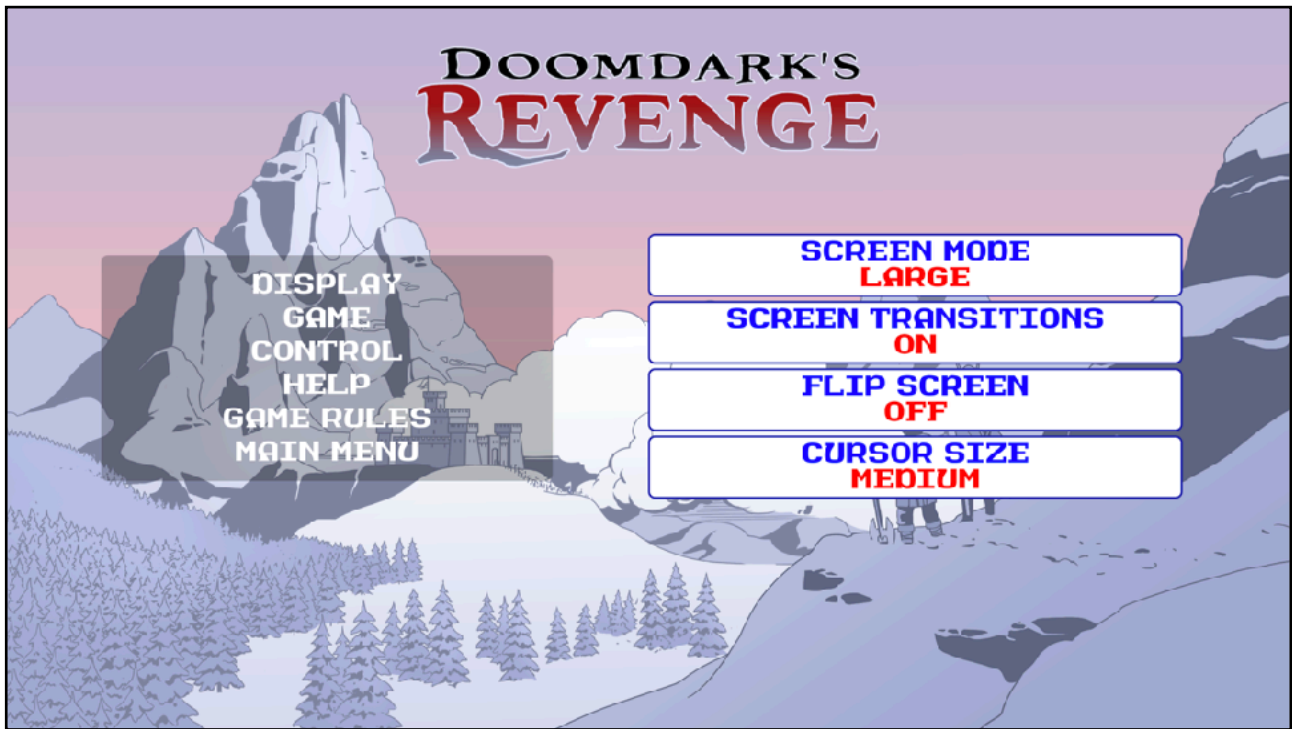 DOOMDARK'S
REVENGE
DISPLAY
GAME
CONTROL
HELP
GAME RULES
MAIN MENU
SCREEN MODE
LARGE
SCREEN TRANSITIONS
ON
FLIP SCREEN
OFF
CURSOR SIZE
MEDIUM